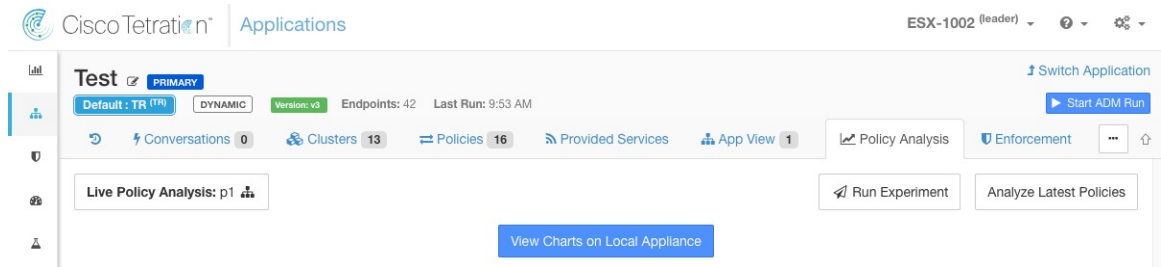 Cisco Tetration™ Applications ESX-1002 (leader)
Test PRIMARY Switch Application
Default : TR (TR) DYNAMIC Version: v3 Endpoints: 42 Last Run: 9:53 AM Start ADM Run
Conversations 0 Clusters 13 Policies 16 Provided Services App View 1 Policy Analysis Enforcement ...
Live Policy Analysis: p1 Run Experiment Analyze Latest Policies
View Charts on Local Appliance